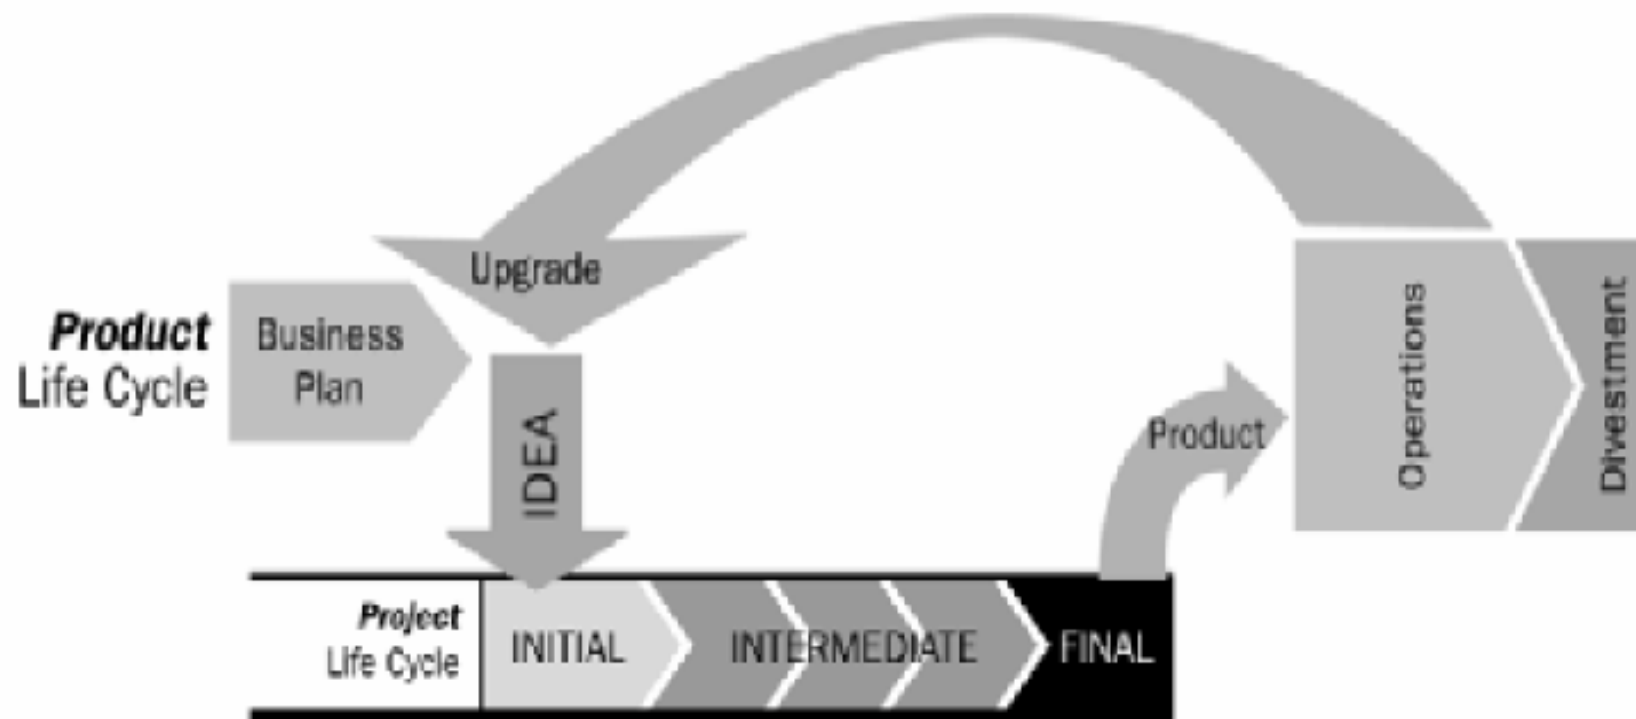 Upgrade
Product
Life Cycle
Business
Plan
IDEA
Product
Operations
Divestment
Project
Life Cycle
INITIAL
INTERMEDIATE
FINAL